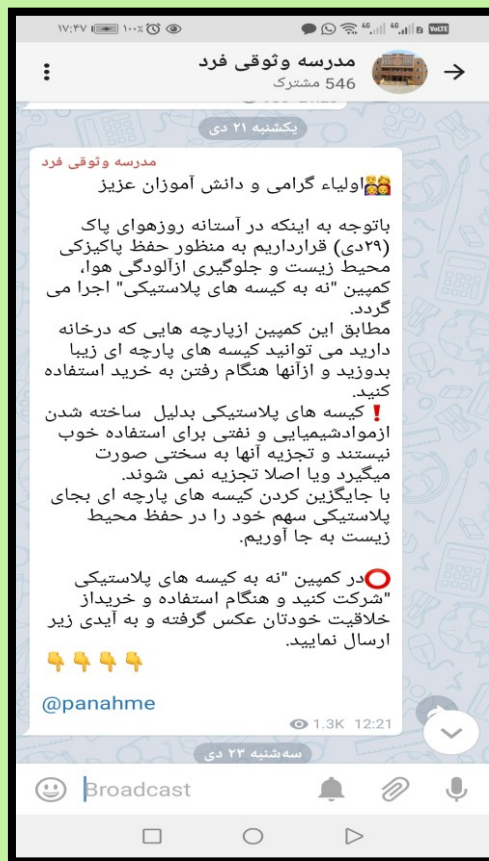 ۱۷:۳۷ ۱۰۰٪ VoLTE
مدرسه وثوقی فرد
546 مشترک
یکشنبه ۲۱ دی
مدرسه وثوقی فرد
اولیاء گرامی و دانش آموزان عزیز
باتوجه به اینکه در آستانه روزهوای پاک
(۲۹دی) قرارداریم به منظور حفظ پاکیزکی
محیط زیست و جلوگیری ازآلودگی هوا،
کمپین "نه به کیسه های پلاستیکی" اجرا می
گردد.
مطابق این کمپین ازپارچه هایی که درخانه
دارید می توانید کیسه های پارچه ای زیبا
بدوزید و ازآنها هنگام رفتن به خرید استفاده
کنید.
❗ کیسه های پلاستیکی بدلیل ساخته شدن
ازموادشیمیایی و نفتی برای استفاده خوب
نیستند و تجزیه آنها به سختی صورت
میگیرد ویا اصلا تجزیه نمی شوند.
با جایگزین کردن کیسه های پارچه ای بجای
پلاستیکی سهم خود را در حفظ محیط
زیست به جا آوریم.
⭕در کمپین "نه به کیسه های پلاستیکی
"شرکت کنید و هنگام استفاده و خریداز
خلاقیت خودتان عکس گرفته و به آیدی زیر
ارسال نمایید.
👇👇👇👇
@panahme
1.3K 12:21
سه‌شنبه ۲۳ دی
Broadcast